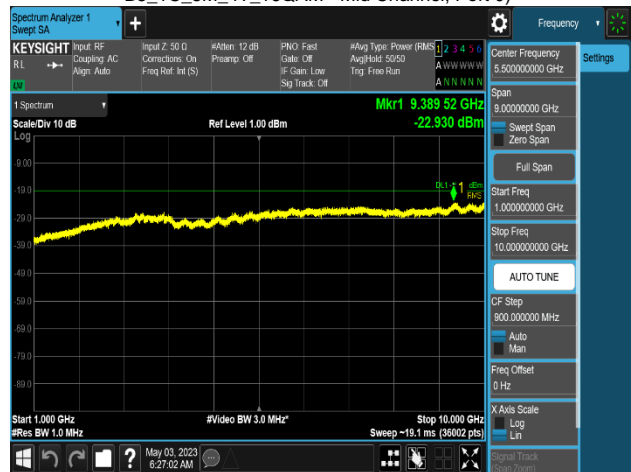 Spectrum Analyzer 1
Swept SA
Frequency
KEYSIGHT
Input: RF
Coupling: AC
Align: Auto
Input Z: 50 Ω
Corrections: On
Freq Ref: Int (S)
#Atten: 12 dB
Preamp: Off
PNO: Fast
Gate: Off
IF Gain: Low
Sig Track: Off
#Avg Type: Power (RMS
Avg|Hold: 50/50
Trig: Free Run
1 2 3 4 5 6
A W W W W W
A N N N N N
RL
LXI
1 Spectrum
Mkr1 9.389 52 GHz
-22.930 dBm
Scale/Div 10 dB
Ref Level 1.00 dBm
Log
-9.00
-19.0
-29.0
-39.0
-49.0
-59.0
-69.0
-79.0
-89.0
1
dBm
RMS
Start 1.000 GHz
#Video BW 3.0 MHz*
Stop 10.000 GHz
#Res BW 1.0 MHz
Sweep ~19.1 ms (36002 pts)
May 03, 2023
6:27:02 AM
Center Frequency
5.500000000 GHz
Settings
Span
9.00000000 GHz
Swept Span
Zero Span
Full Span
Start Freq
1.000000000 GHz
Stop Freq
10.000000000 GHz
AUTO TUNE
CF Step
900.000000 MHz
Auto
Man
Freq Offset
0 Hz
X Axis Scale
Log
Lin
Signal Track
(Span Zoom)